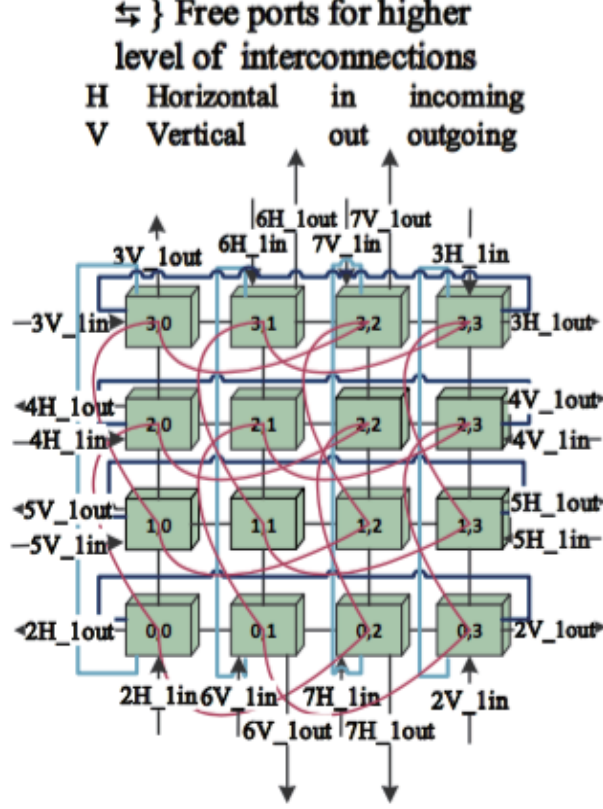 ⇆ } Free ports for higher
level of interconnections
H Horizontal in incoming
V Vertical out outgoing
6H_1out 7V_1out
3V_1out 6H_1in 7V_1in 3H_1in
3V_1in 3,0 3,1 3,2 3,3 3H_1out
4H_1out 4V_1out
2,0 2,1 2,2 2,3
4H_1in 4V_1in
5V_1out 5H_1out
1,0 1,1 1,2 1,3
5V_1in 5H_1in
2H_1out 0,0 0,1 0,2 0,3 2V_1out
2H_1in 6V_1in 7H_1in 2V_1in
6V_1out 7H_1out